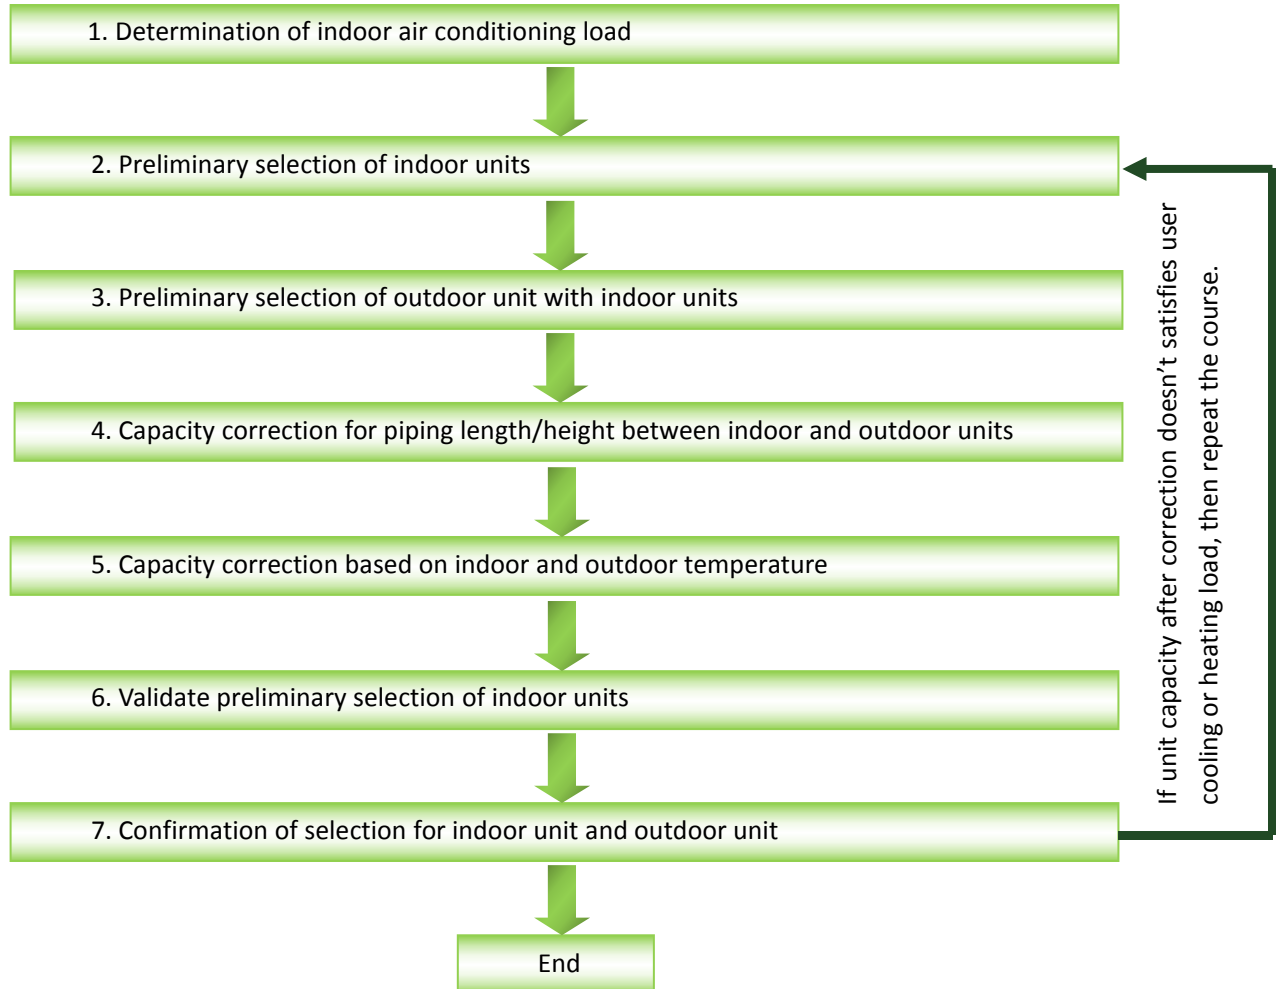 1. Determination of indoor air conditioning load
2. Preliminary selection of indoor units
3. Preliminary selection of outdoor unit with indoor units
4. Capacity correction for piping length/height between indoor and outdoor units
5. Capacity correction based on indoor and outdoor temperature
6. Validate preliminary selection of indoor units
7. Confirmation of selection for indoor unit and outdoor unit
End
If unit capacity after correction doesn’t satisfies user
cooling or heating load, then repeat the course.